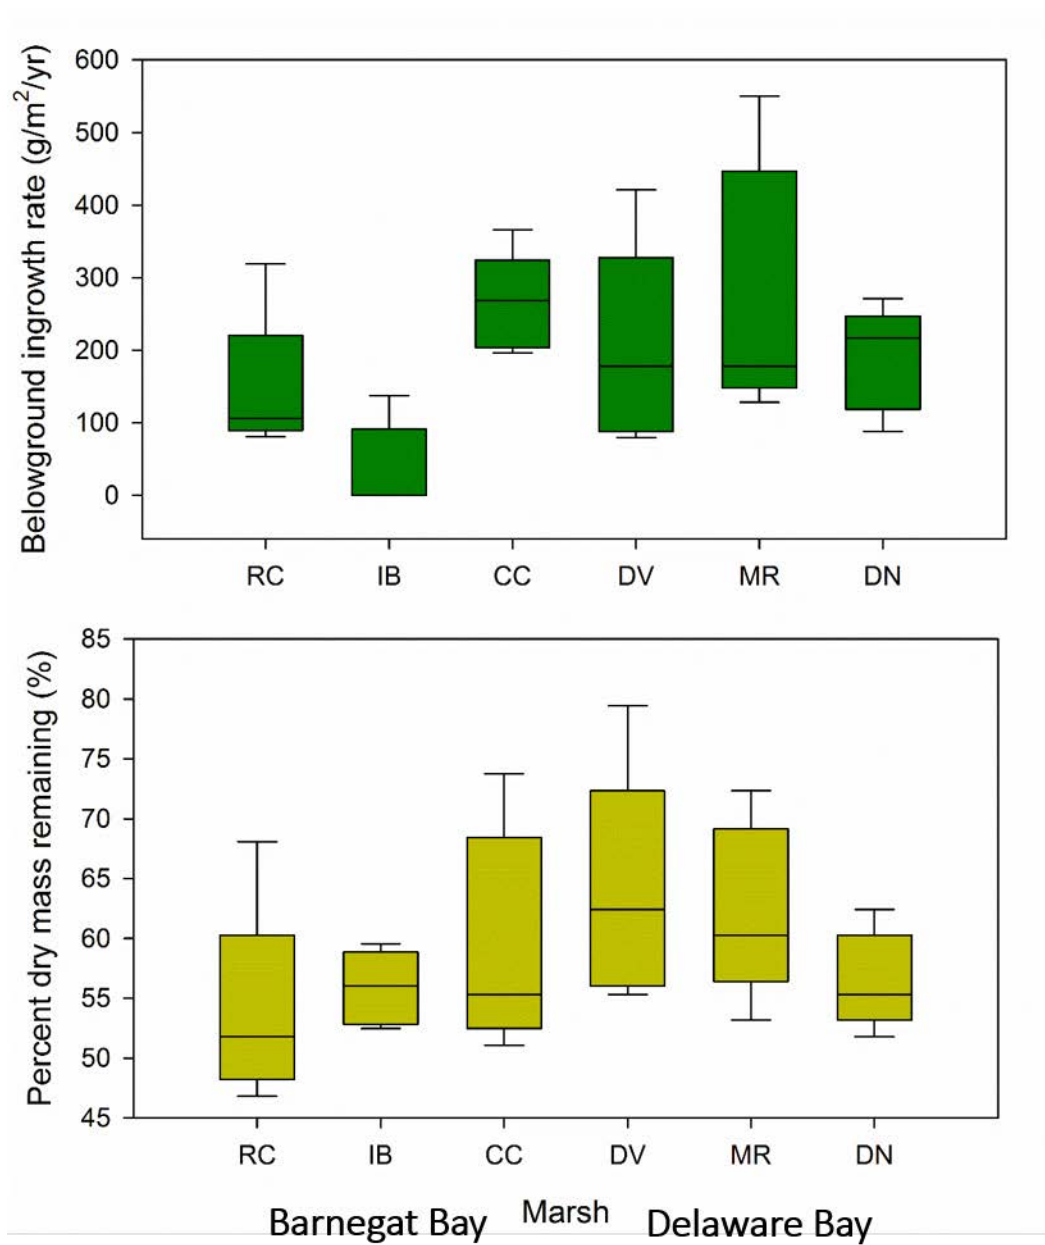 Belowground ingrowth rate (g/m²/yr)
600
500
400
300
200
100
0
RC IB CC DV MR DN
Percent dry mass remaining (%)
85
80
75
70
65
60
55
50
45
RC IB CC DV MR DN
Marsh
Barnegat Bay Delaware Bay